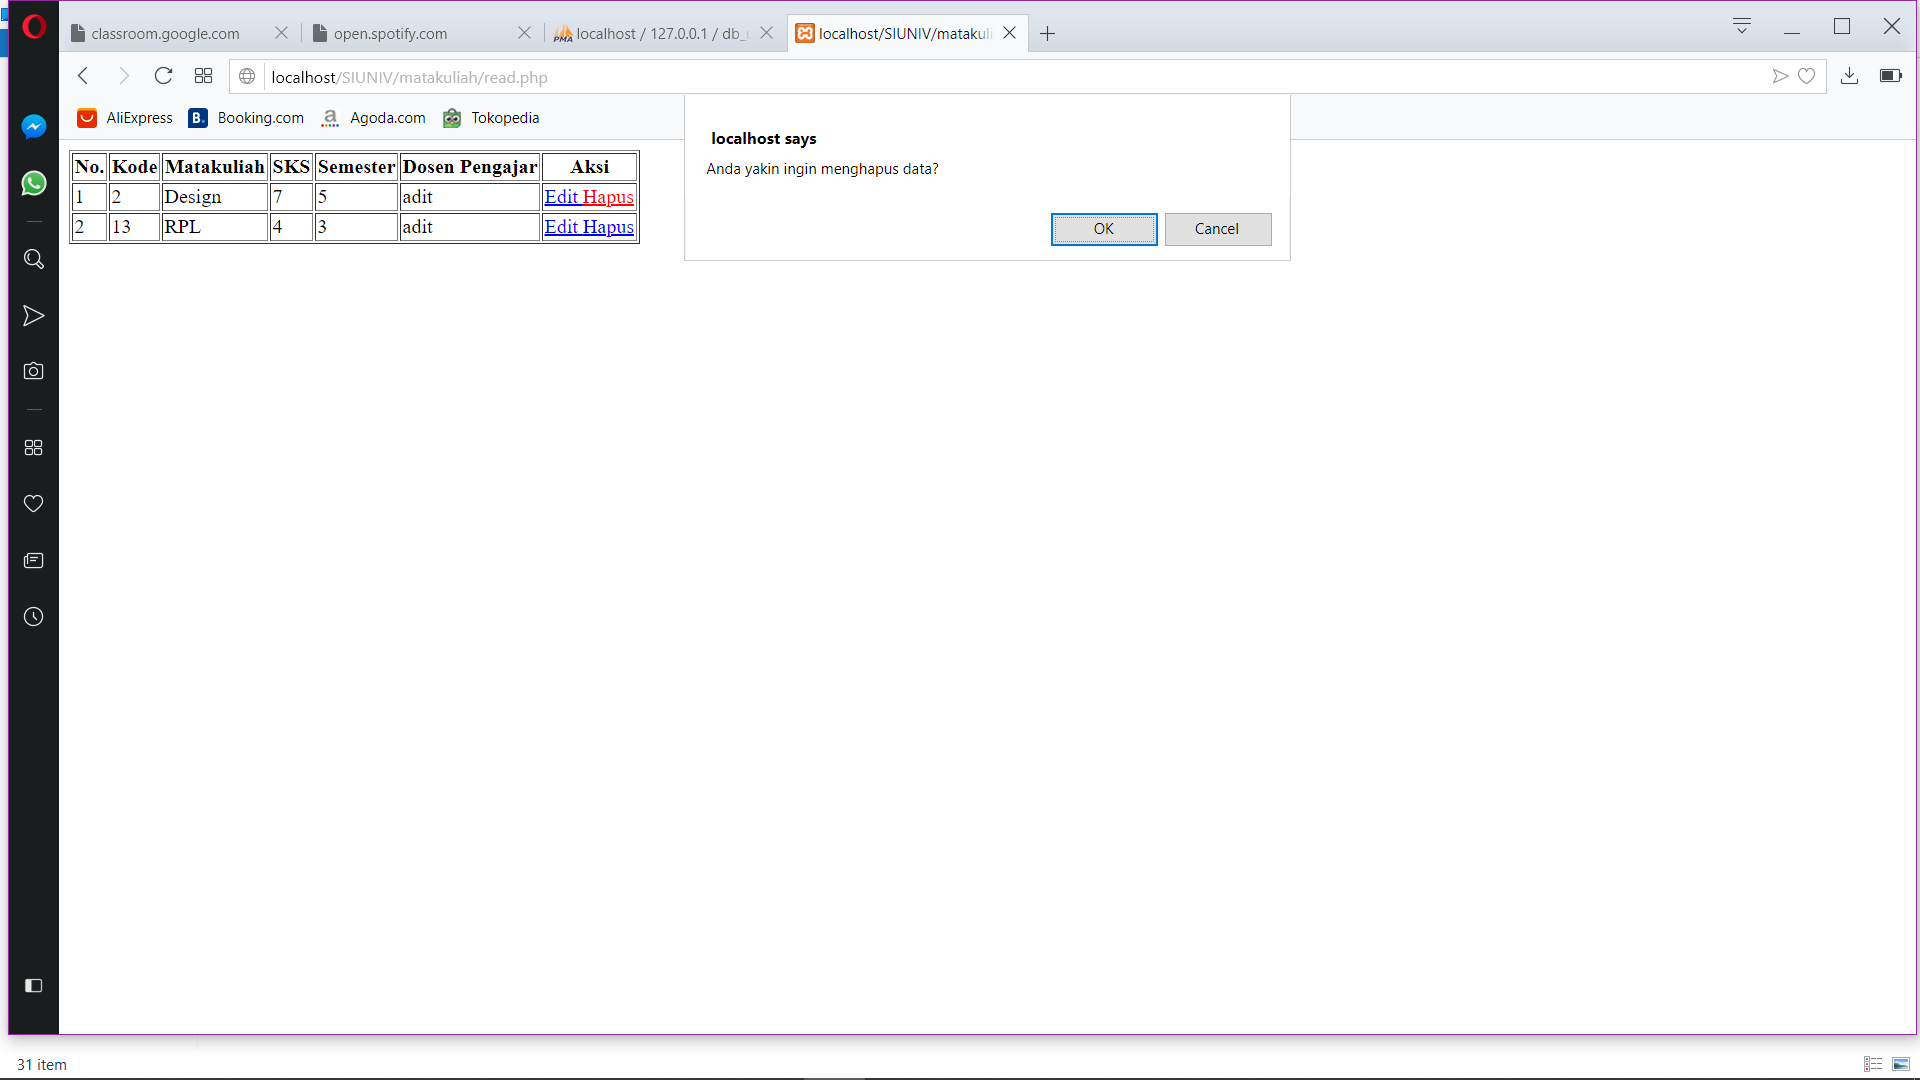 classroom.google.com open.spotify.com localhost / 127.0.0.1 / db_ localhost/SIUNIV/matakuli
localhost/SIUNIV/matakuliah/read.php
AliExpress B. Booking.com a Agoda.com Tokopedia
localhost says
Anda yakin ingin menghapus data?
OK Cancel
No. Kode Matakuliah SKS Semester Dosen Pengajar Aksi
1 2 Design 7 5 adit Edit Hapus
2 13 RPL 4 3 adit Edit Hapus
31 item